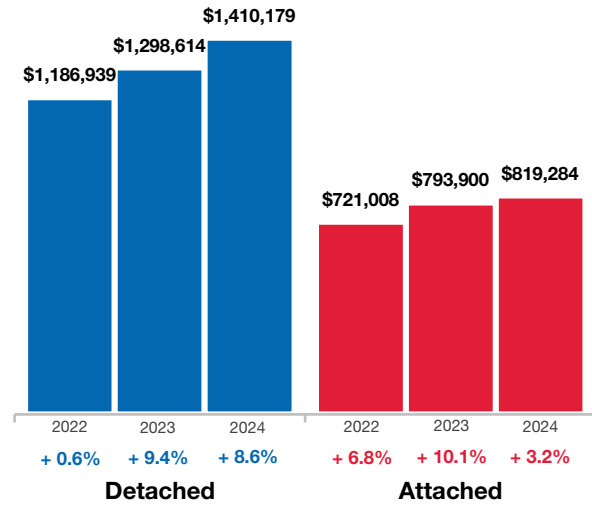 $1,410,179
$1,298,614
$1,186,939
$819,284
$793,900
$721,008
2022 2023 2024 2022 2023 2024
+ 0.6% + 9.4% + 8.6% + 6.8% + 10.1% + 3.2%
Detached Attached